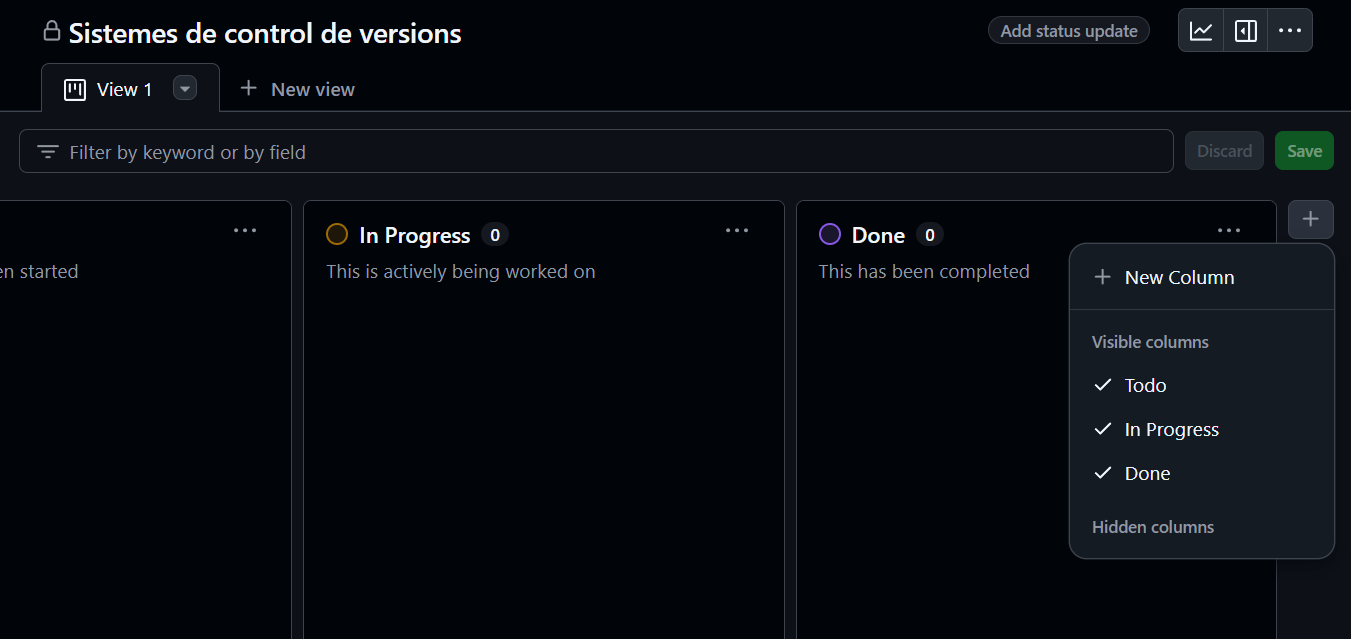 Sistemes de control de versions
Add status update
View 1
New view
Filter by keyword or by field
Discard
Save
started
In Progress 0
This is actively being worked on
Done 0
This has been completed
New Column
Visible columns
Todo
In Progress
Done
Hidden columns